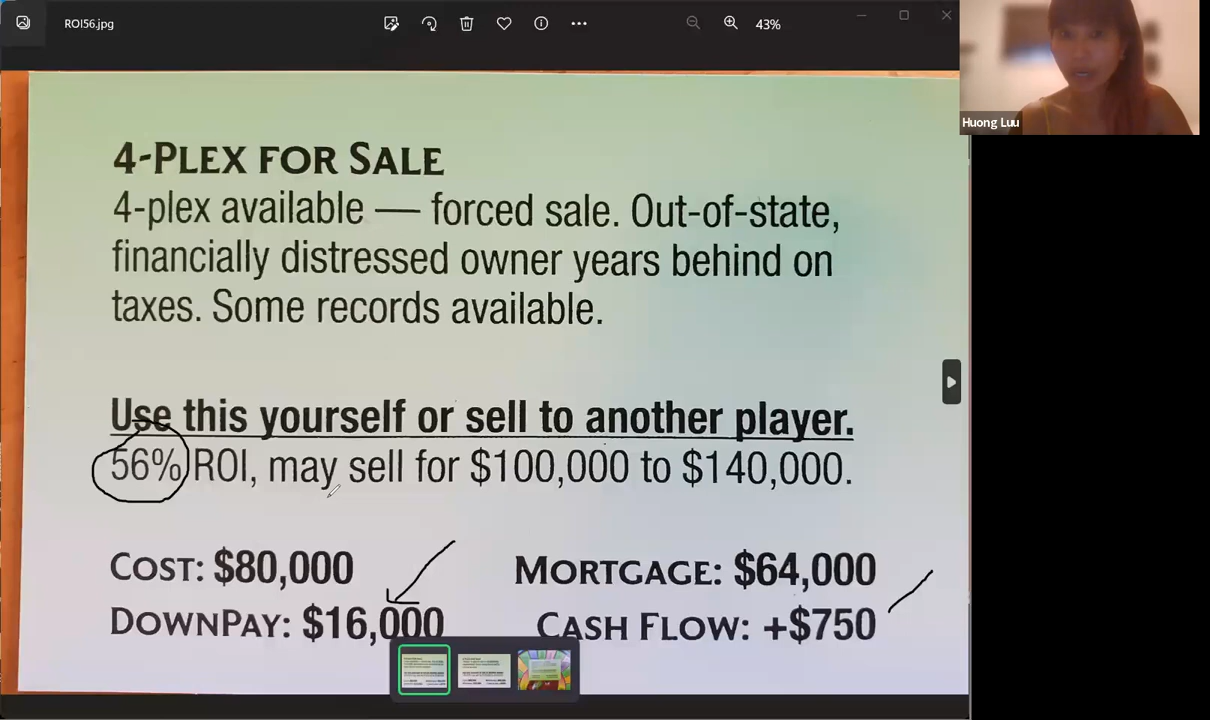 ROI56.jpg
43%
Huong Luu
4-PLEX FOR SALE
4-plex available — forced sale. Out-of-state,
financially distressed owner years behind on
taxes. Some records available.
Use this yourself or sell to another player.
56% ROI, may sell for $100,000 to $140,000.
COST: $80,000
MORTGAGE: $64,000
DOWNPAY: $16,000
CASH FLOW: +$750